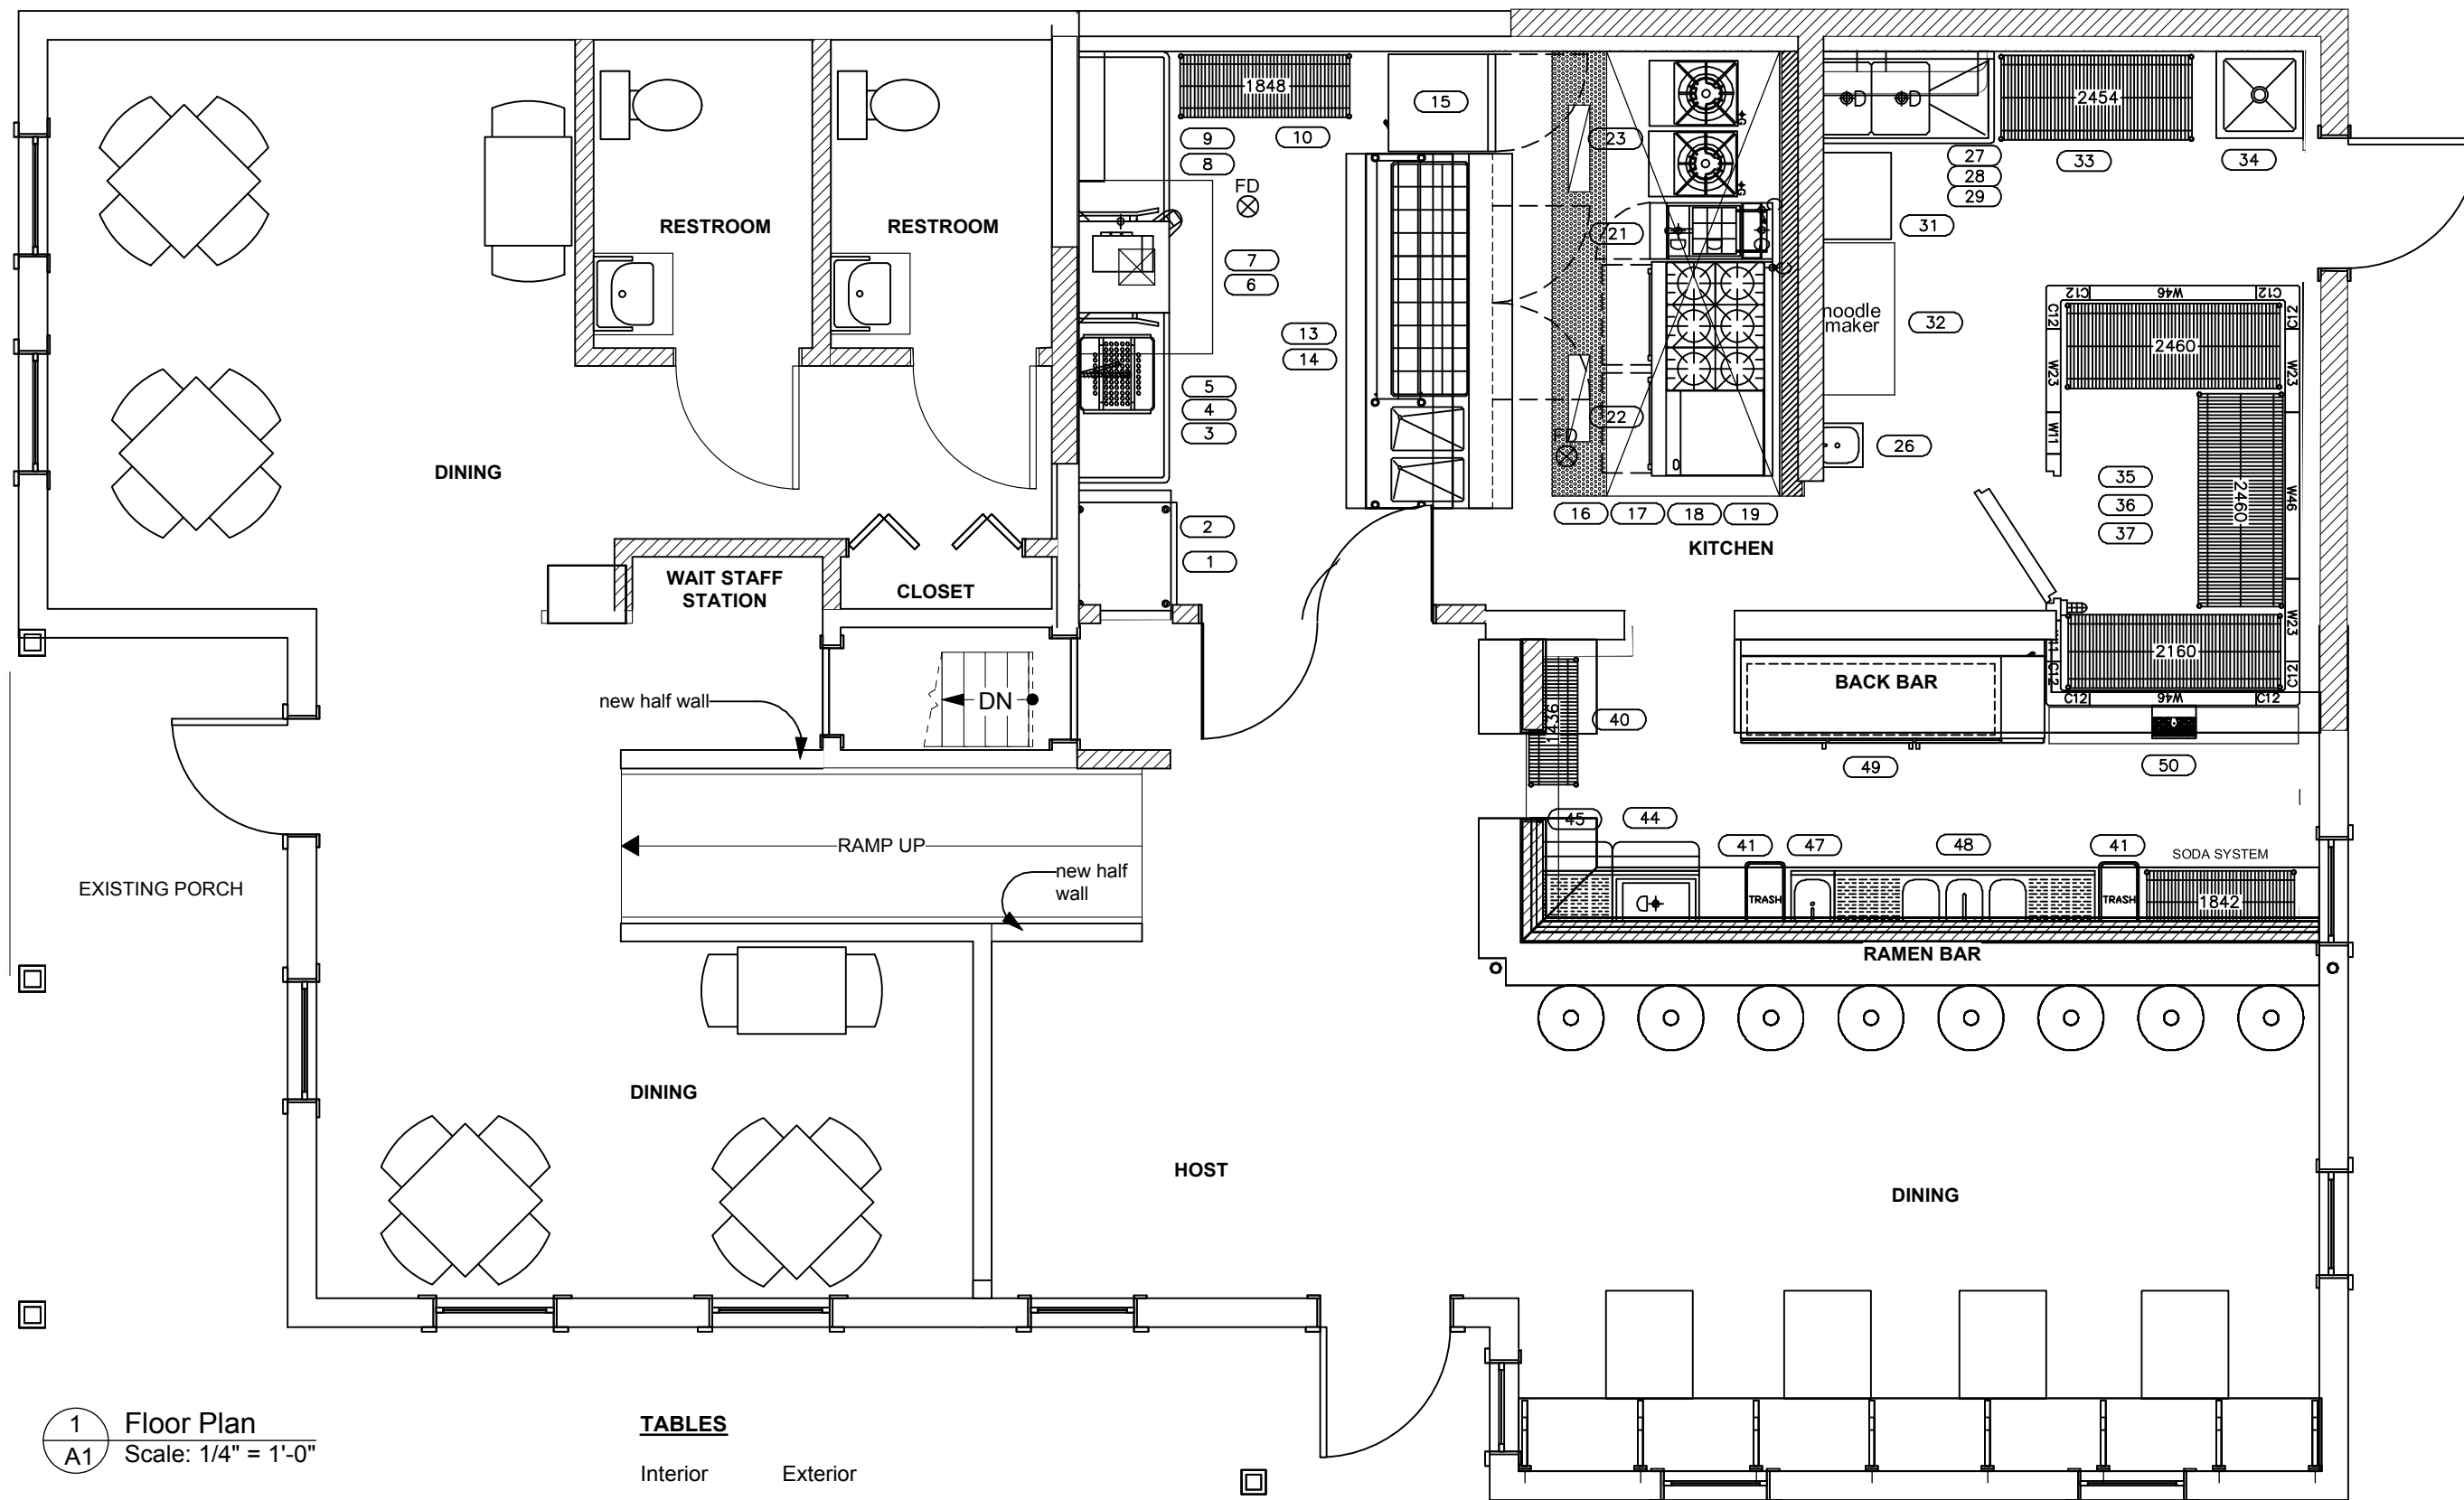 1848
15
2454
9
10
23
27
33
34
8
28
29
FD
RESTROOM
RESTROOM
31
21
7
6
C12
W46
C12
C12
C12
noodle
maker
32
13
2460
14
W23
W23
5
4
22
3
W11
26
DINING
FD
35
2460
W46
36
2
16
17
18
19
37
KITCHEN
1
WAIT STAFF
STATION
CLOSET
W23
2160
C12
C12
BACK BAR
new half wall
DN
C12
W46
C12
1436
40
49
50
45
44
41
47
48
41
RAMP UP
SODA SYSTEM
new half
wall
EXISTING PORCH
TRASH
TRASH
1842
RAMEN BAR
DINING
HOST
DINING
1
Floor Plan
A1
Scale: 1/4" = 1'-0"
TABLES
Interior
Exterior